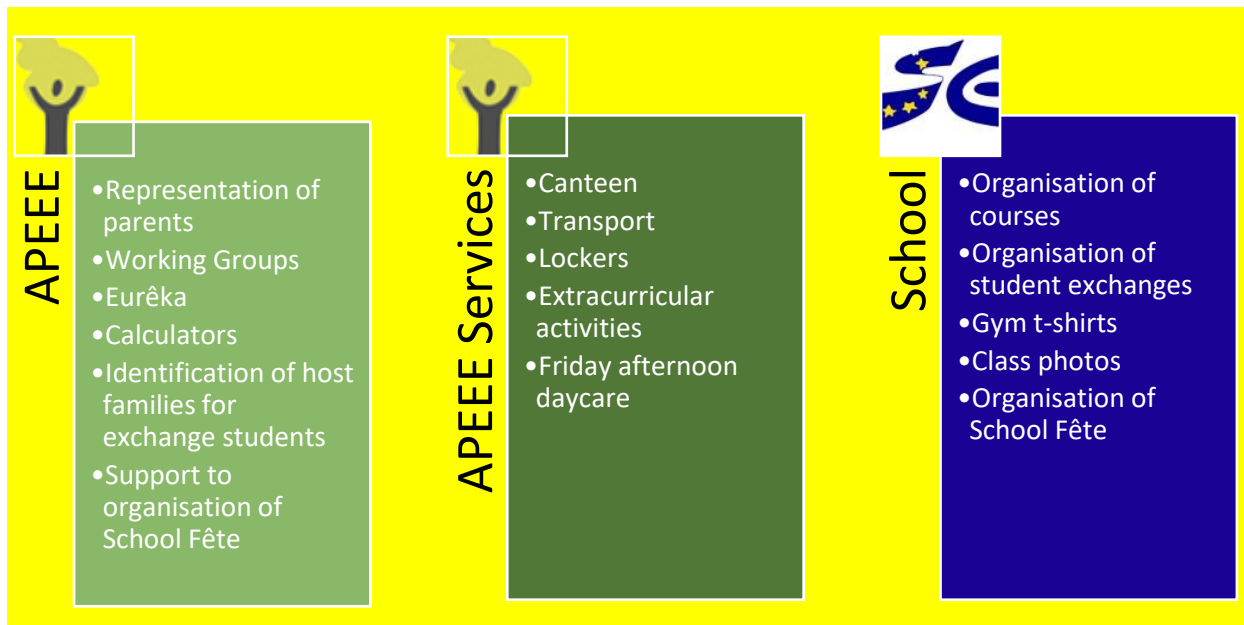 APEEE
•Representation of
parents
•Working Groups
•Eurêka
•Calculators
•Identification of host
families for
exchange students
•Support to
organisation of
School Fête
APEEE Services
•Canteen
•Transport
•Lockers
•Extracurricular
activities
•Friday afternoon
daycare
School
•Organisation of
courses
•Organisation of
student exchanges
•Gym t-shirts
•Class photos
•Organisation of
School Fête